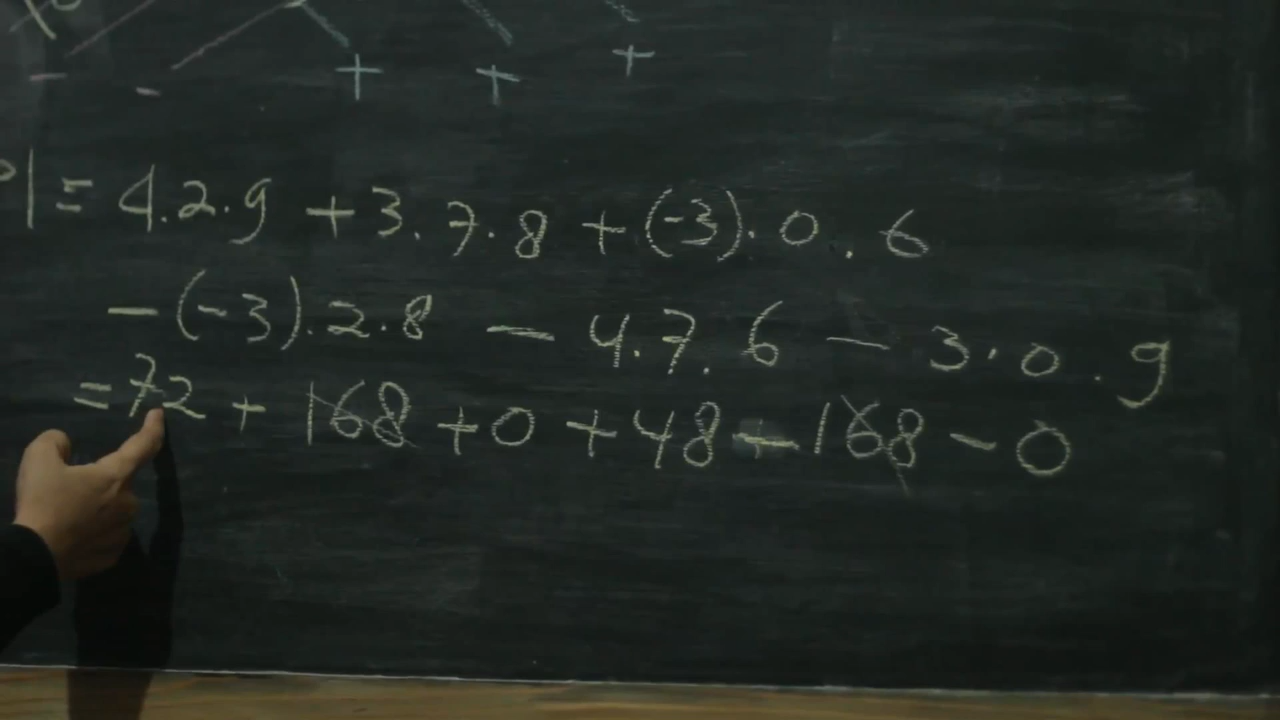 - - + + +
| = 4.2.9 + 3.7.8 + (-3).0.6
- (-3).2.8 - 4.7.6 - 3.0.9
= 72 + 168 + 0 + 48 - 168 - 0